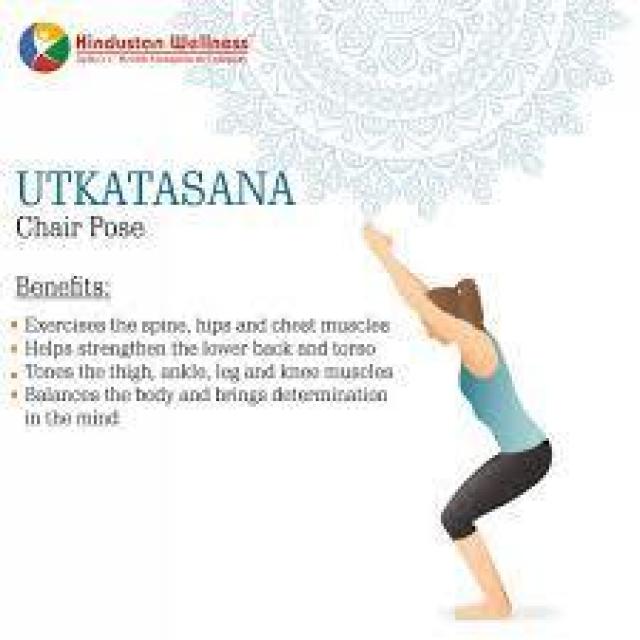 Hindustan Wellness
UTKATASANA
Chair Pose
Benefits:
• Exercises the spine, hips and chest muscles
• Helps strengthen the lower back and torso
• Tones the thigh, ankle, leg and knee muscles
• Balances the body and brings determination
in the mind